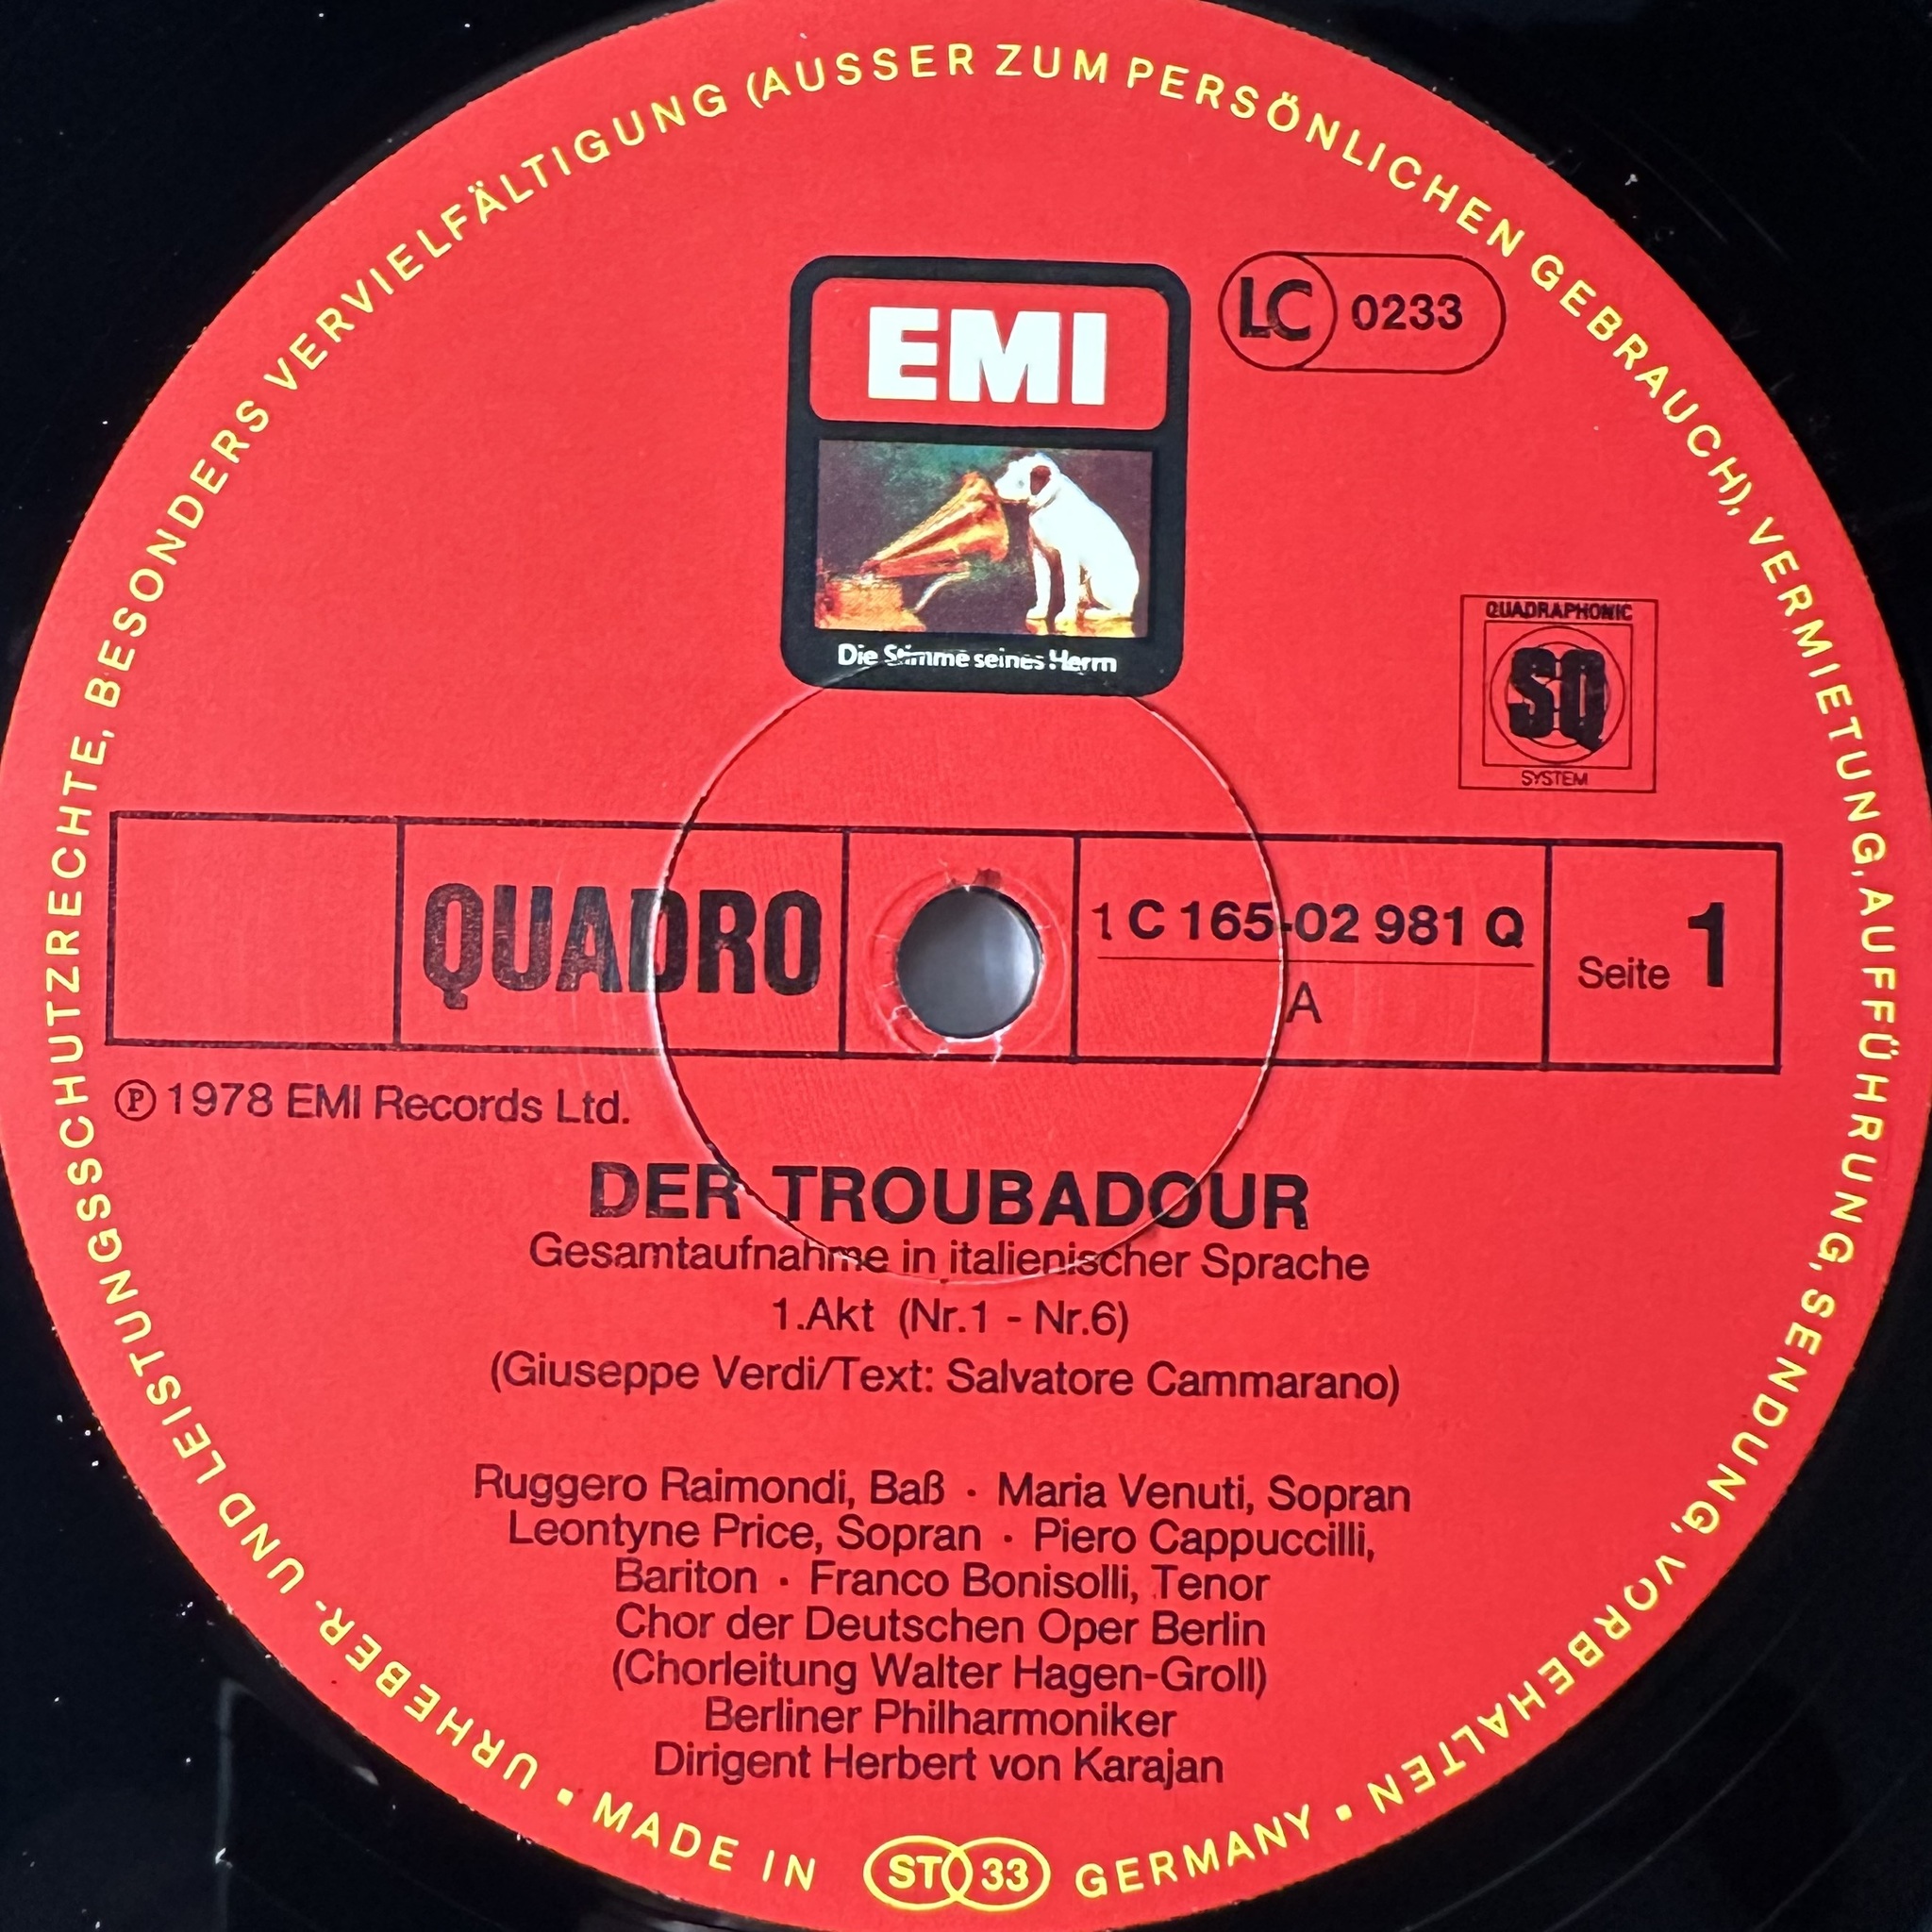 URHEBER- UND LEISTUNGSSCHUTZRECHTE, BESONDERS VERVIELFÄLTIGUNG (AUSSER ZUM PERSÖNLICHEN GEBRAUCH), VERMIETUNG, AUFFÜHRUNG, SENDUNG, VORBEHALTEN
EMI
LC 0233
Die Stimme seines Herrn
QUADRAPHONIC
SQ
SYSTEM
QUADRO
1 C 165-02 981 Q
A
Seite 1
℗ 1978 EMI Records Ltd.
DER TROUBADOUR
Gesamtaufnahme in italienischer Sprache
1.Akt (Nr.1 - Nr.6)
(Giuseppe Verdi/Text: Salvatore Cammarano)
Ruggero Raimondi, Baß · Maria Venuti, Sopran
Leontyne Price, Sopran · Piero Cappuccilli,
Bariton · Franco Bonisolli, Tenor
Chor der Deutschen Oper Berlin
(Chorleitung Walter Hagen-Groll)
Berliner Philharmoniker
Dirigent Herbert von Karajan
• MADE IN ST 33 GERMANY •